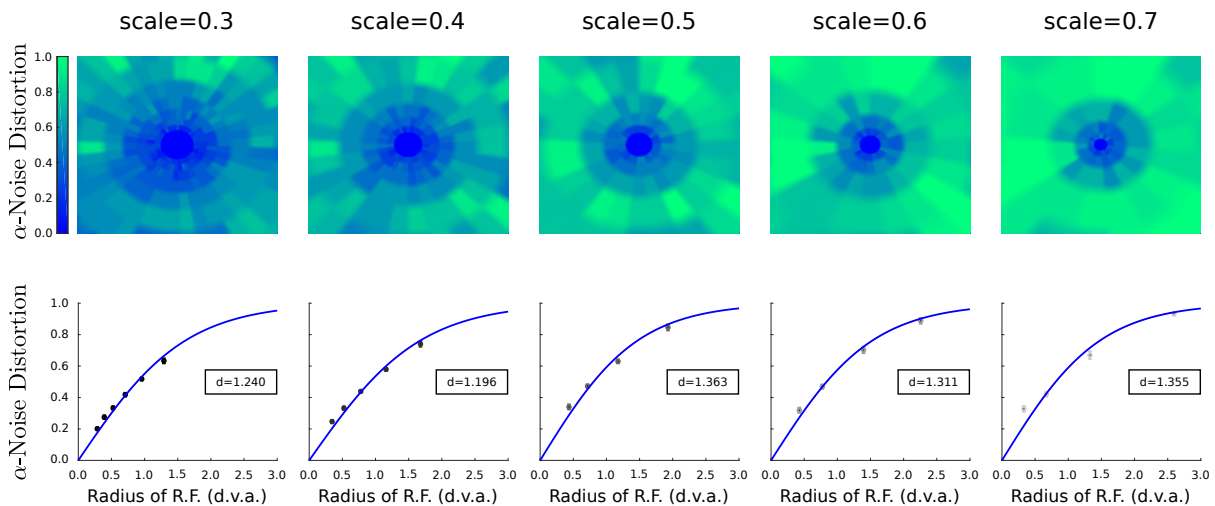 scale=0.3 scale=0.4 scale=0.5 scale=0.6 scale=0.7
α-Noise Distortion
1.0
0.8
0.6
0.4
0.2
0.0
α-Noise Distortion
1.0
0.8
0.6
0.4
0.2
0.0
d=1.240 d=1.196 d=1.363 d=1.311 d=1.355
0.0 0.5 1.0 1.5 2.0 2.5 3.0 0.0 0.5 1.0 1.5 2.0 2.5 3.0 0.0 0.5 1.0 1.5 2.0 2.5 3.0 0.0 0.5 1.0 1.5 2.0 2.5 3.0 0.0 0.5 1.0 1.5 2.0 2.5 3.0
Radius of R.F. (d.v.a.) Radius of R.F. (d.v.a.) Radius of R.F. (d.v.a.) Radius of R.F. (d.v.a.) Radius of R.F. (d.v.a.)